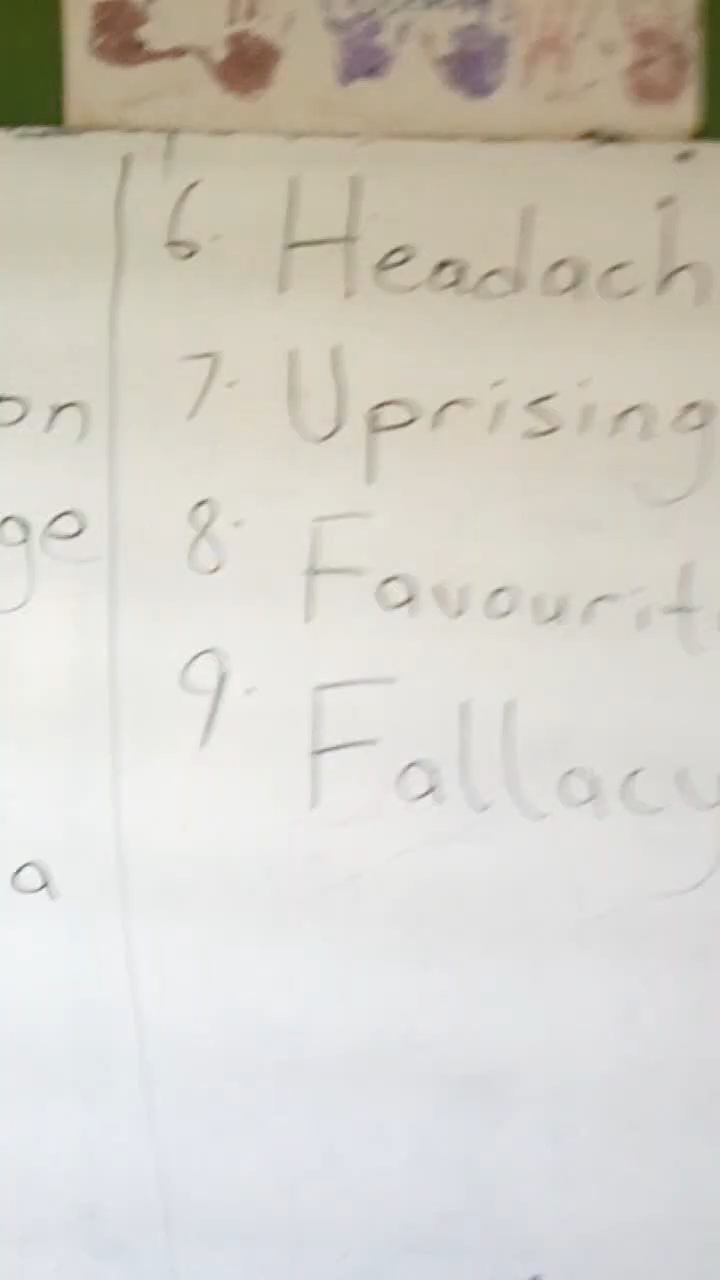 6. Headach
7. Uprising
on
8. Favourit
ge
9. Fallacy
a